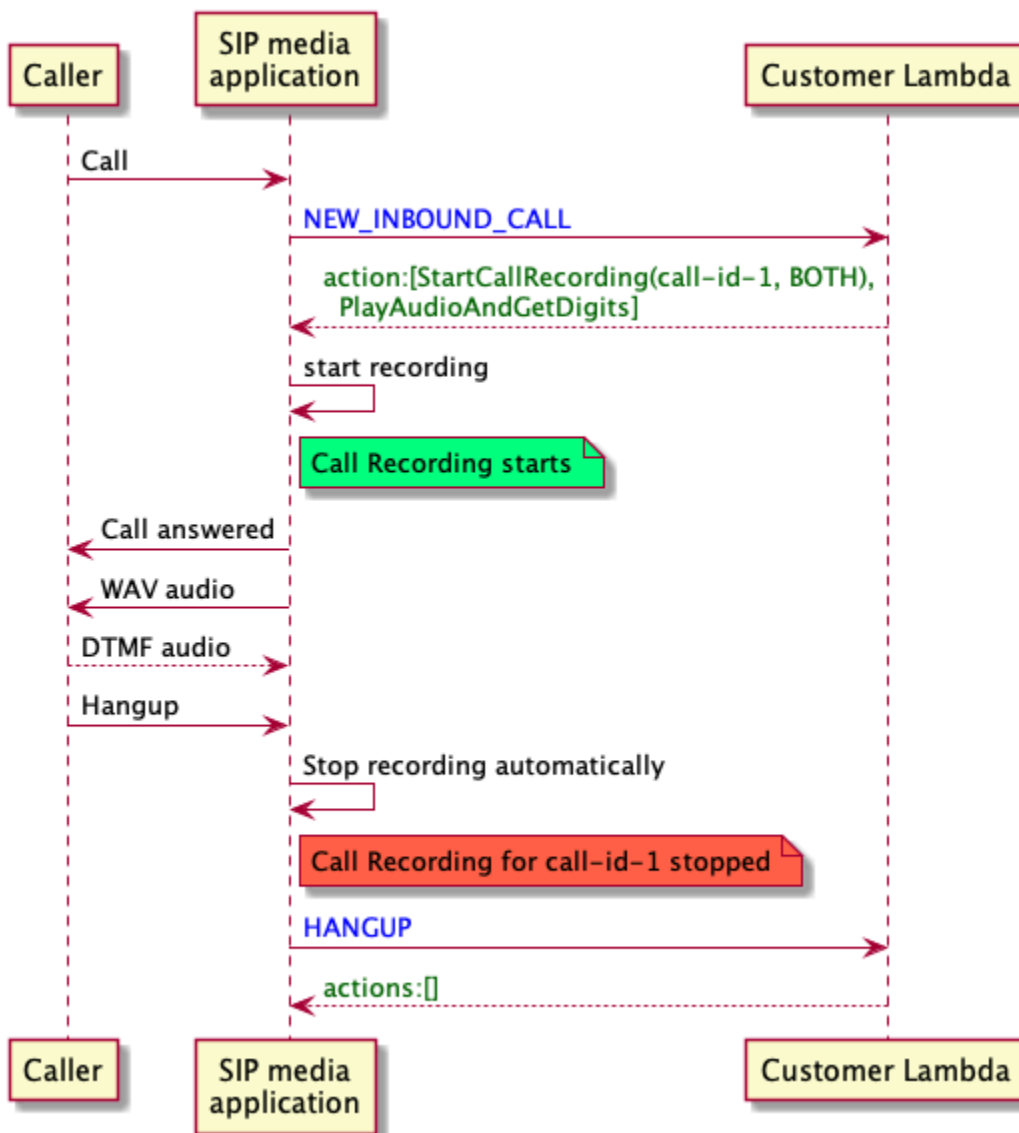 Caller
SIP media
application
Customer Lambda
Call
NEW_INBOUND_CALL
action:[StartCallRecording(call-id-1, BOTH),
PlayAudioAndGetDigits]
start recording
Call Recording starts
Call answered
WAV audio
DTMF audio
Hangup
Stop recording automatically
Call Recording for call-id-1 stopped
HANGUP
actions:[]
Caller
SIP media
application
Customer Lambda